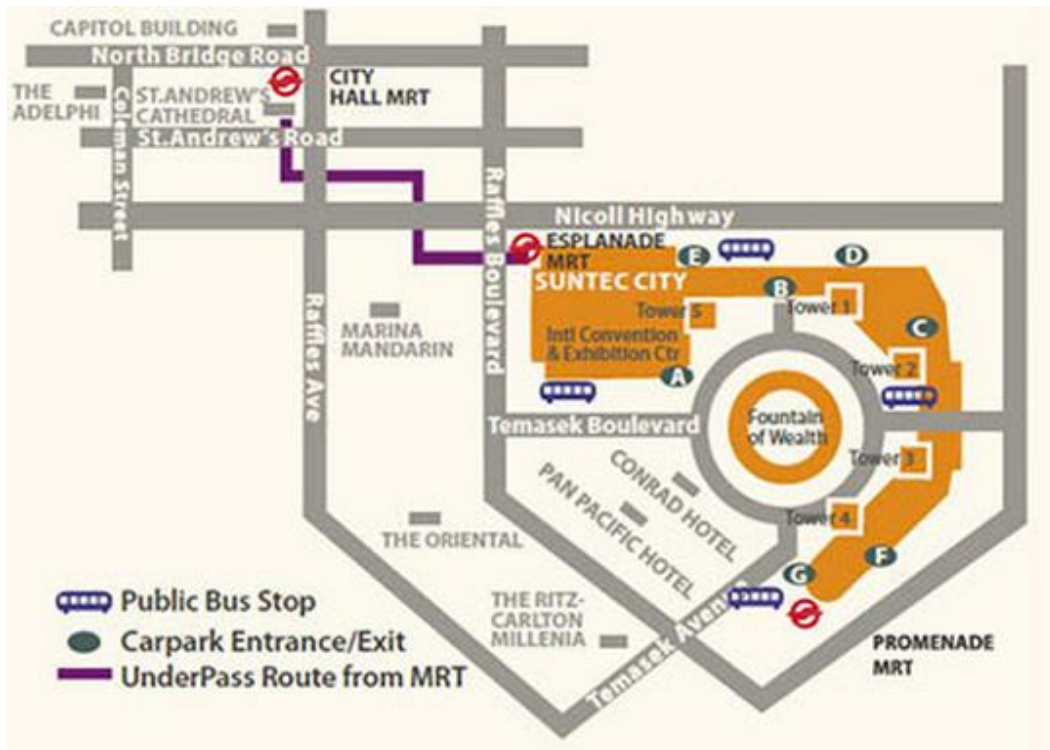 CAPITOL BUILDING
North Bridge Road
THE
ADELPHI
Coleman Street
ST.ANDREW'S
CATHEDRAL
CITY
HALL MRT
St.Andrew's Road
Raffles Boulevard
Nicoll Highway
ESPLANADE
MRT
E
D
SUNTEC CITY
B
Tower 1
Tower 5
C
Raffles Ave
MARINA
MANDARIN
Intl Convention
& Exhibition Ctr
A
Tower 2
Temasek Boulevard
Fountain
of Wealth
Tower 3
CONRAD HOTEL
PAN PACIFIC HOTEL
Tower 4
THE ORIENTAL
F
G
Public Bus Stop
THE RITZ-
CARLTON
MILLENIA
Temasek Avenue
PROMENADE
MRT
Carpark Entrance/Exit
UnderPass Route from MRT